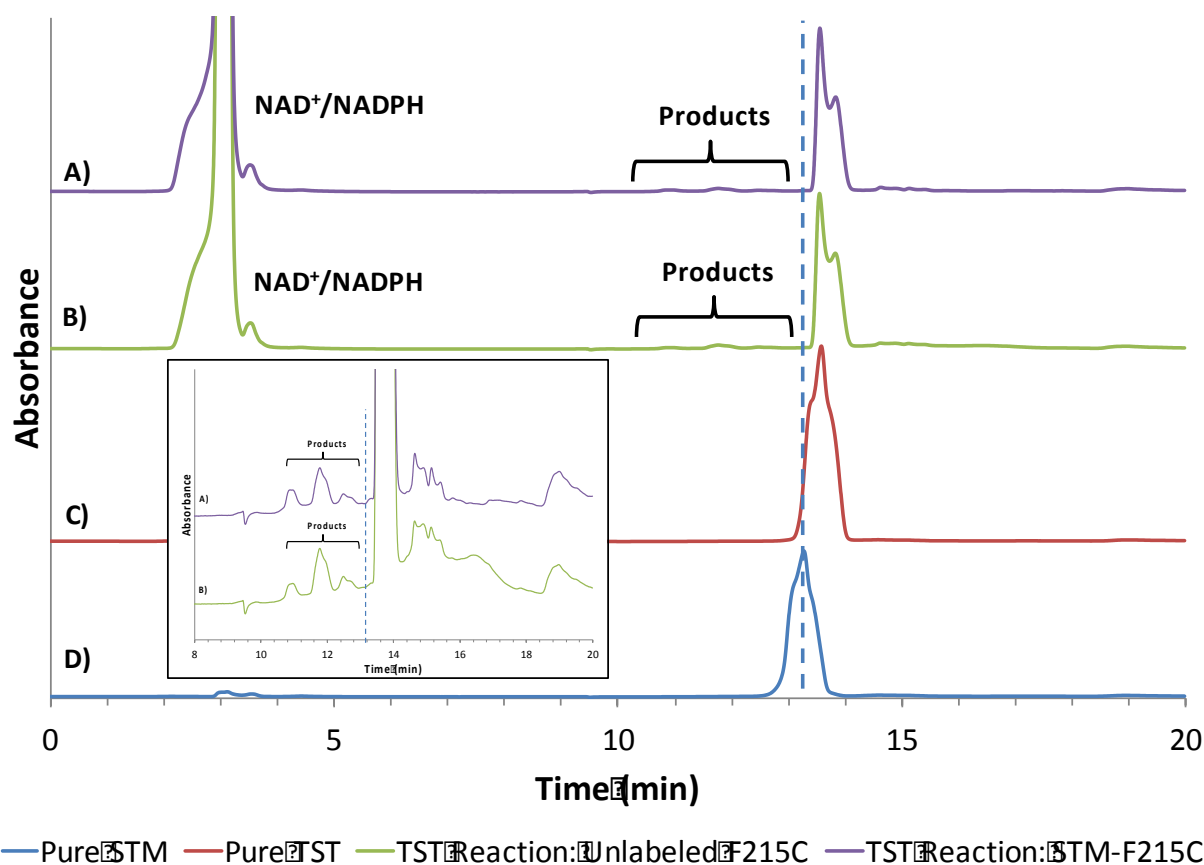 NAD⁺/NADPH
Products
A)
NAD⁺/NADPH
Products
B)
Absorbance
Products
A)
Products
B)
Absorbance
8 10 12 14 16 18 20
Time (min)
C)
D)
0 5 10 15 20
Time (min)
Pure STM Pure TST TST Reaction: Unlabeled F215C TST Reaction: STM-F215C